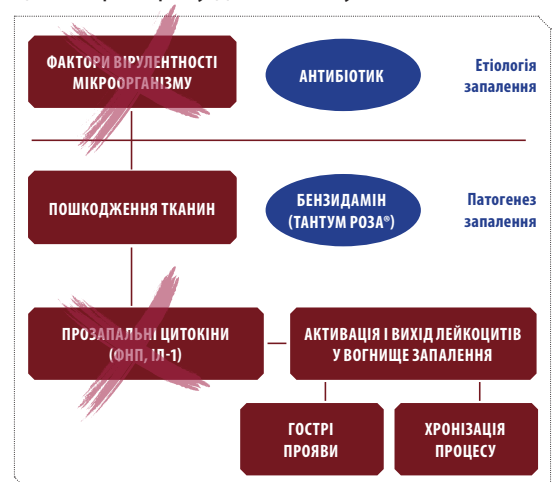 ФАКТОРИ ВІРУЛЕНТНОСТІ
МІКРООРГАНІЗМУ
АНТИБІОТИК
Етіологія
запалення
ПОШКОДЖЕННЯ ТКАНИН
БЕНЗИДАМІН
(ТАНТУМ РОЗА®)
Патогенез
запалення
ПРОЗАПАЛЬНІ ЦИТОКІНИ
(ФНП, ІЛ-1)
АКТИВАЦІЯ І ВИХІД ЛЕЙКОЦИТІВ
У ВОГНИЩЕ ЗАПАЛЕННЯ
ГОСТРІ
ПРОЯВИ
ХРОНІЗАЦІЯ
ПРОЦЕСУ